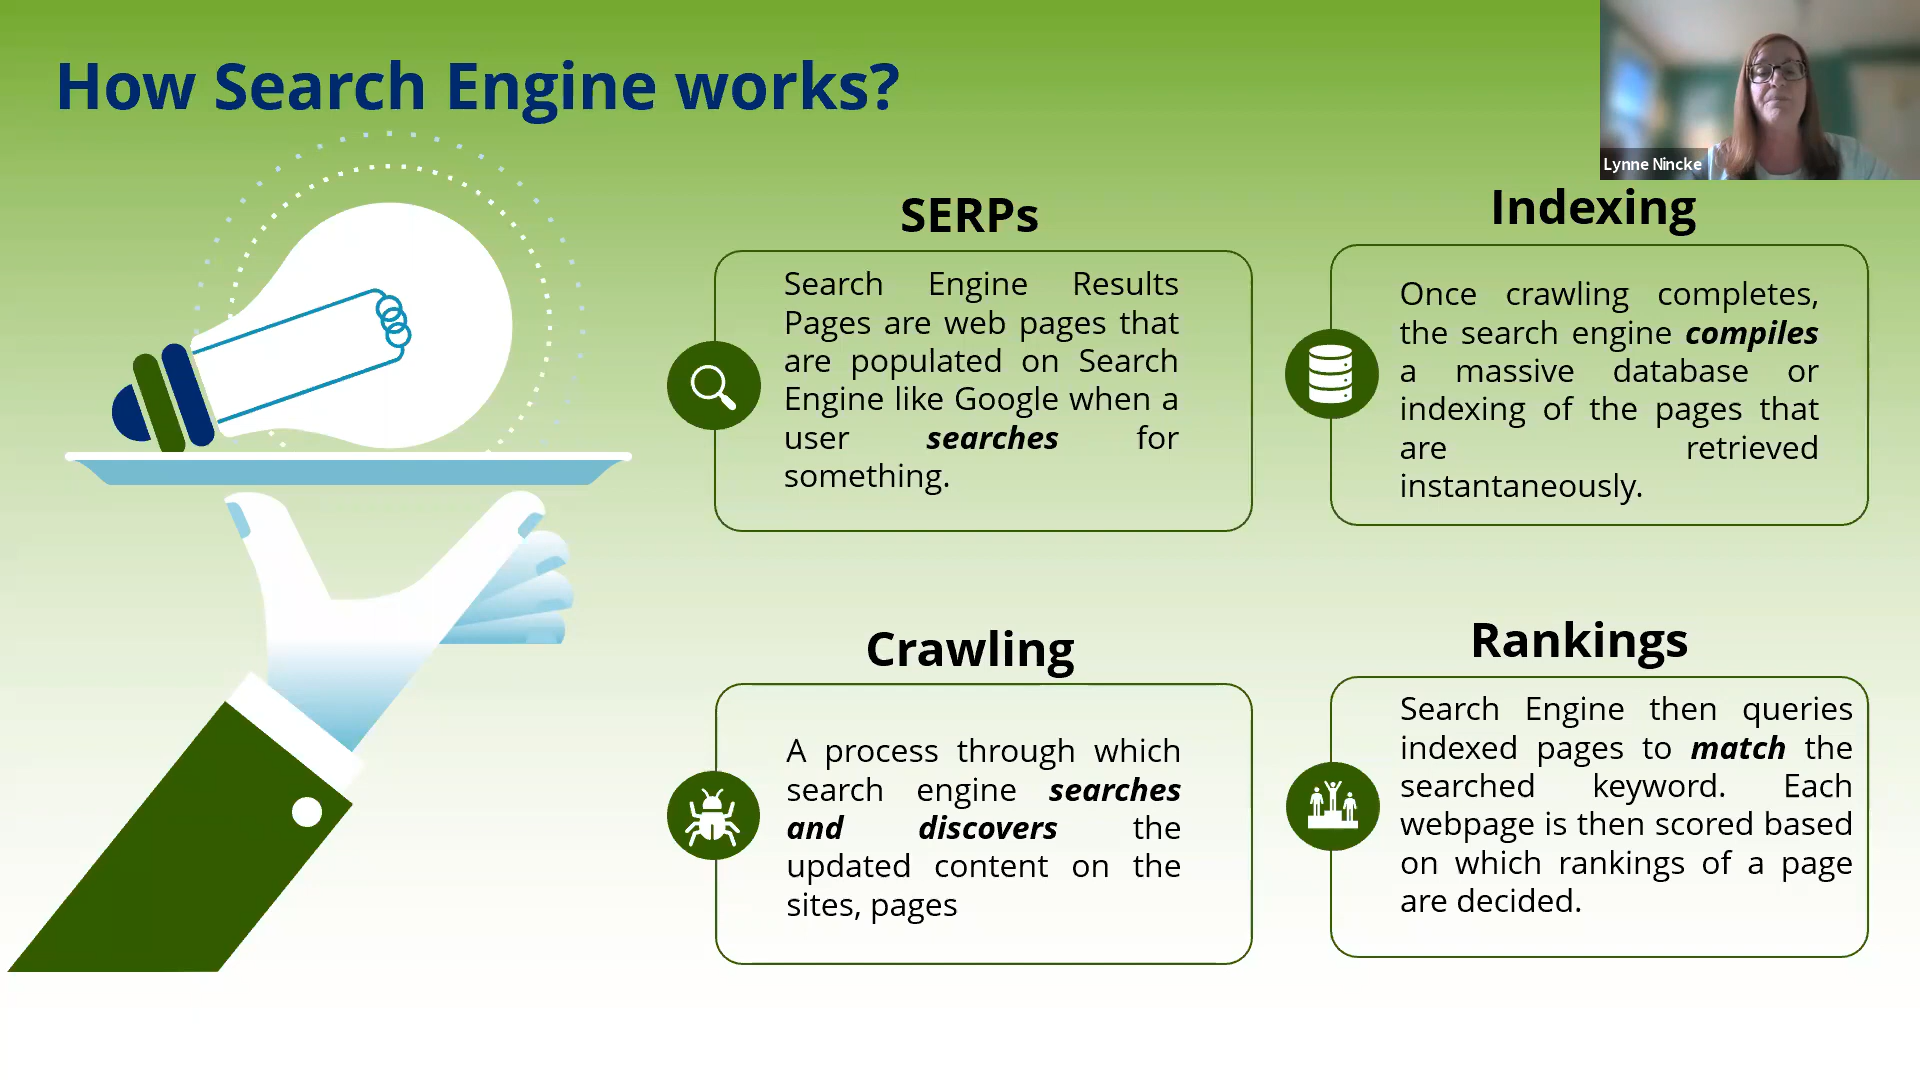 How Search Engine works?
Lynne Nincke
SERPs
Search Engine Results
Pages are web pages that
are populated on Search
Engine like Google when a
user searches for
something.
Indexing
Once crawling completes,
the search engine compiles
a massive database or
indexing of the pages that
are retrieved
instantaneously.
Crawling
A process through which
search engine searches
and discovers the
updated content on the
sites, pages
Rankings
Search Engine then queries
indexed pages to match the
searched keyword. Each
webpage is then scored based
on which rankings of a page
are decided.